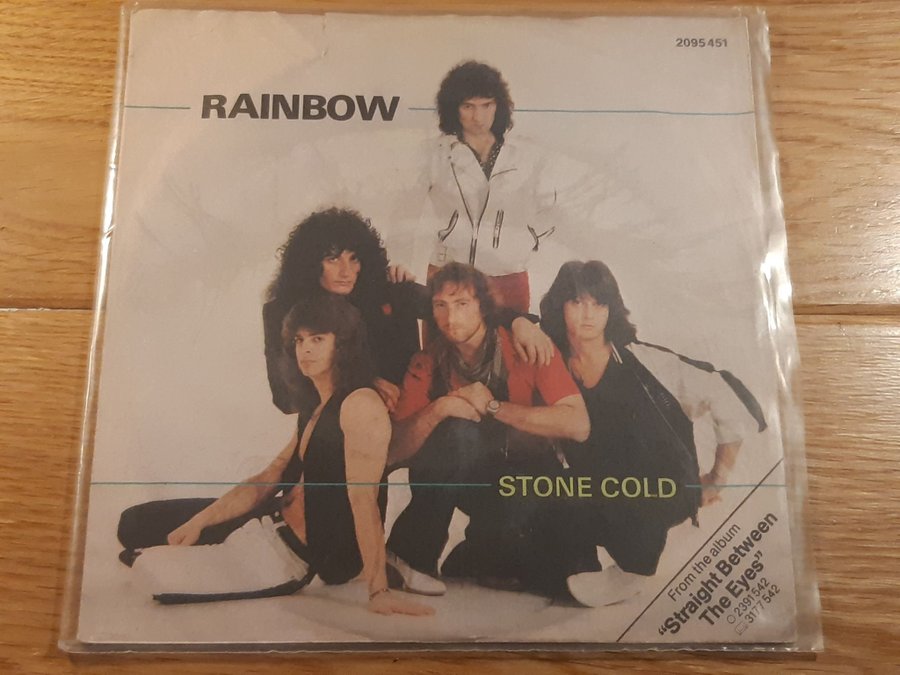 2095 451
RAINBOW
STONE COLD
From the album
"Straight Between
The Eyes"
2391 542
3177 542